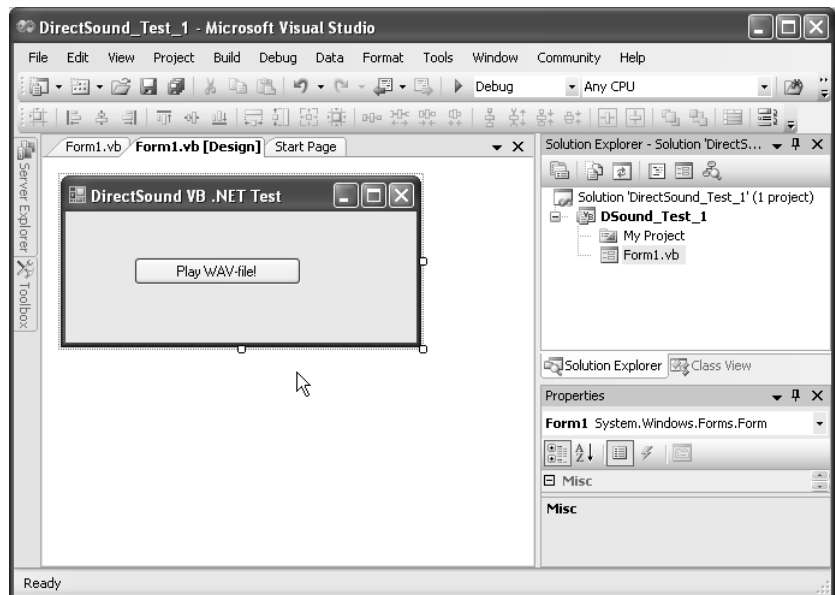 DirectSound_Test_1 - Microsoft Visual Studio
File Edit View Project Build Debug Data Format Tools Window Community Help
Debug Any CPU
Form1.vb Form1.vb [Design] Start Page
Server Explorer
Toolbox
DirectSound VB .NET Test
Play WAV-file!
Solution Explorer - Solution 'DirectS...
Solution 'DirectSound_Test_1' (1 project)
DSound_Test_1
My Project
Form1.vb
Solution Explorer Class View
Properties
Form1 System.Windows.Forms.Form
Misc
Misc
Ready